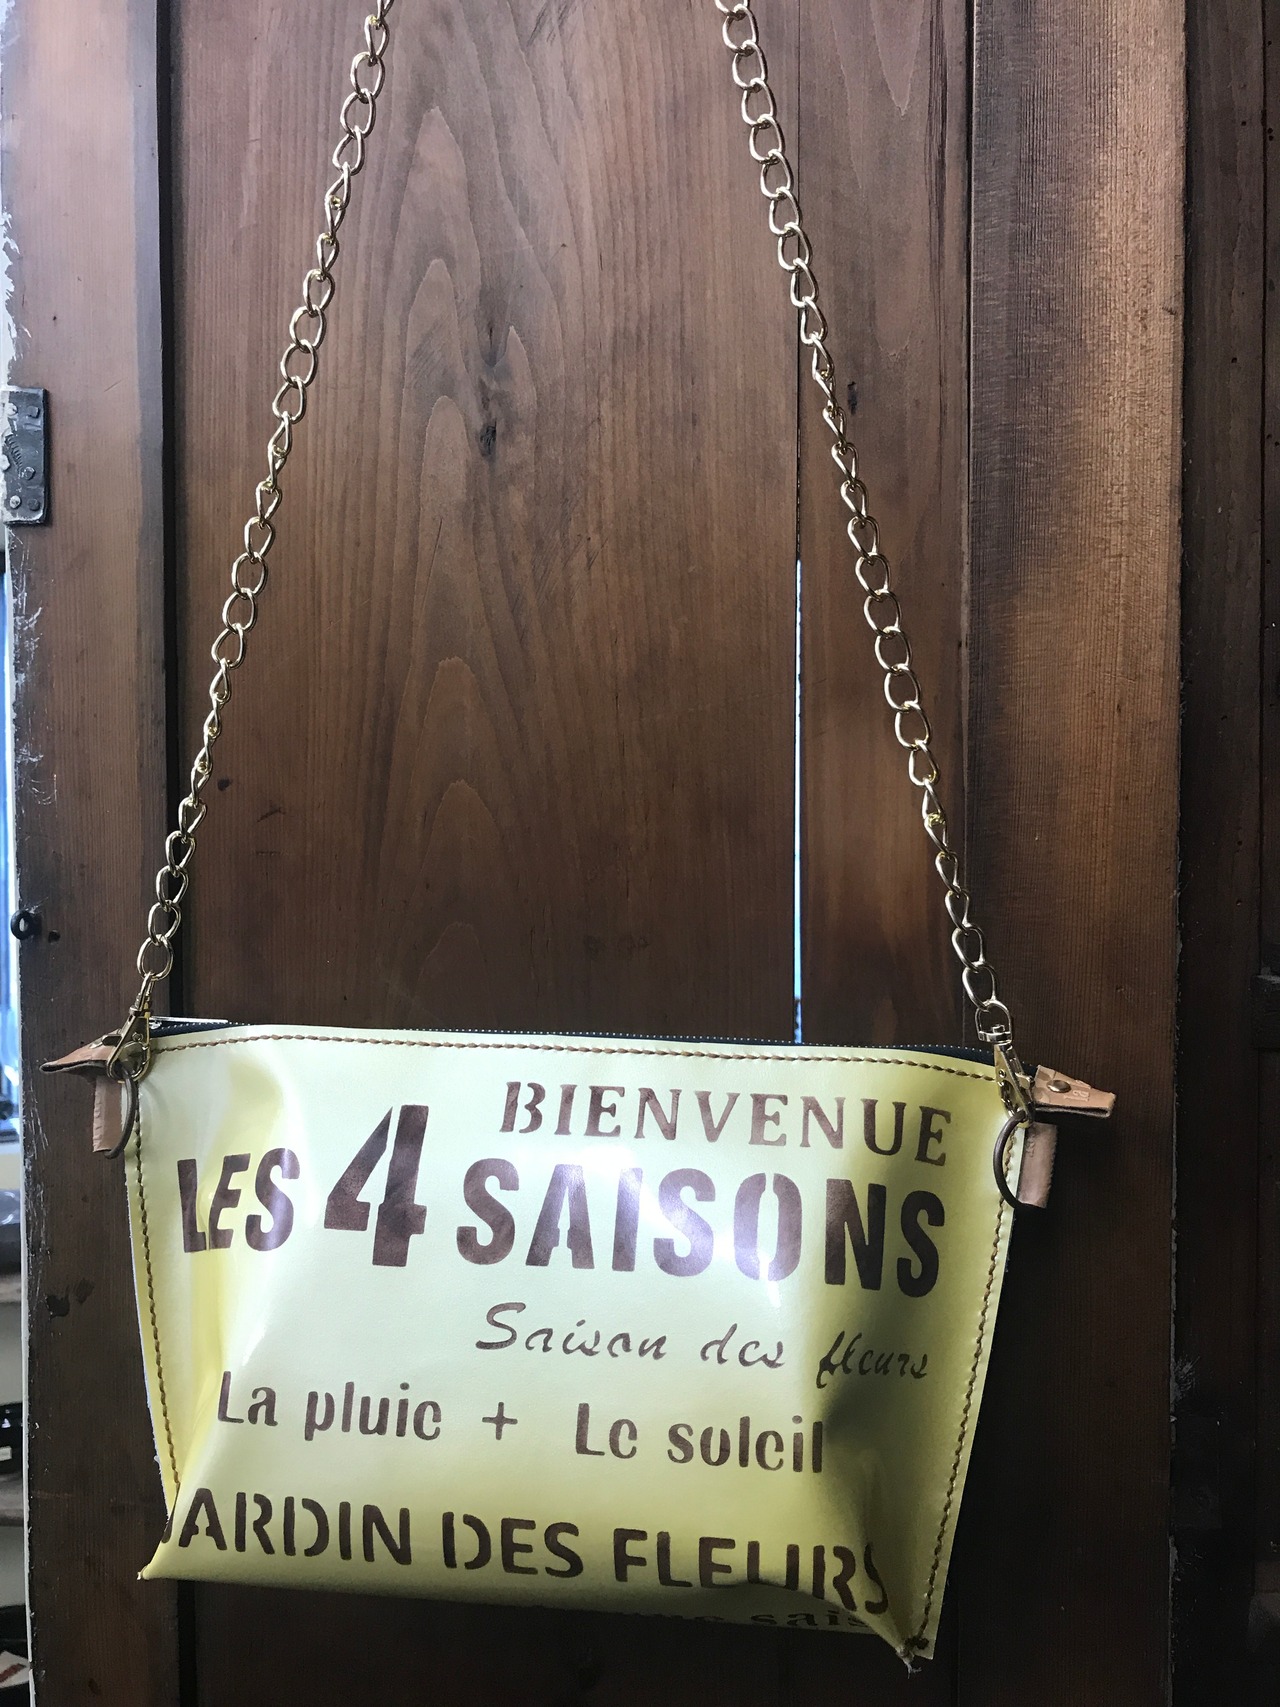 BIENVENUE
LES 4 SAISONS
Saison des fleurs
La pluie + Le soleil
JARDIN DES FLEURS